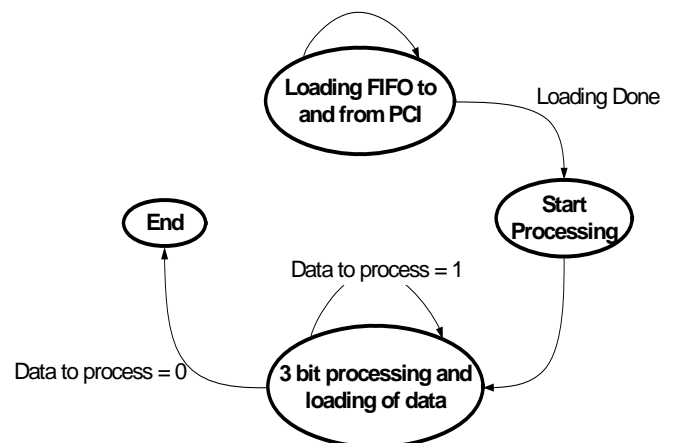 Loading FIFO to
and from PCI
Loading Done
Start
Processing
End
Data to process = 1
3 bit processing and
loading of data
Data to process = 0